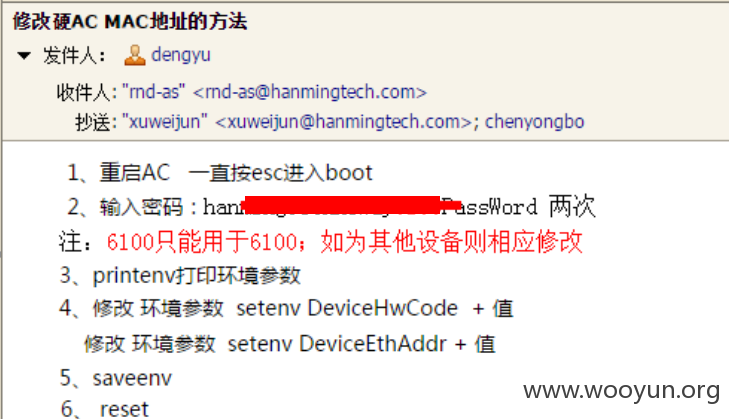 修改硬AC MAC地址的方法
发件人: dengyu
收件人: "rnd-as" <rnd-as@hanmingtech.com>
抄送: "xuweijun" <xuweijun@hanmingtech.com>; chenyongbo
1、重启AC 一直按esc进入boot
2、输入密码:han PassWord 两次
注: 6100只能用于6100; 如为其他设备则相应修改
3、printenv打印环境参数
4、修改 环境参数 setenv DeviceHwCode + 值
修改 环境参数 setenv DeviceEthAddr + 值
5、saveenv
6、reset
www.wooyun.org